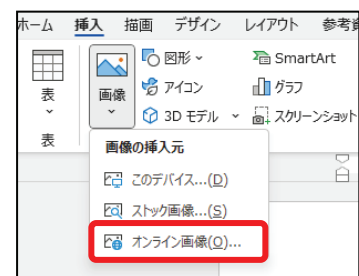 ホーム 挿入 描画 デザイン レイアウト 参考資
表
表
画像
図形
アイコン
3D モデル
SmartArt
グラフ
スクリーンショット
画像の挿入元
このデバイス...(D)
ストック画像...(S)
オンライン画像(O)...